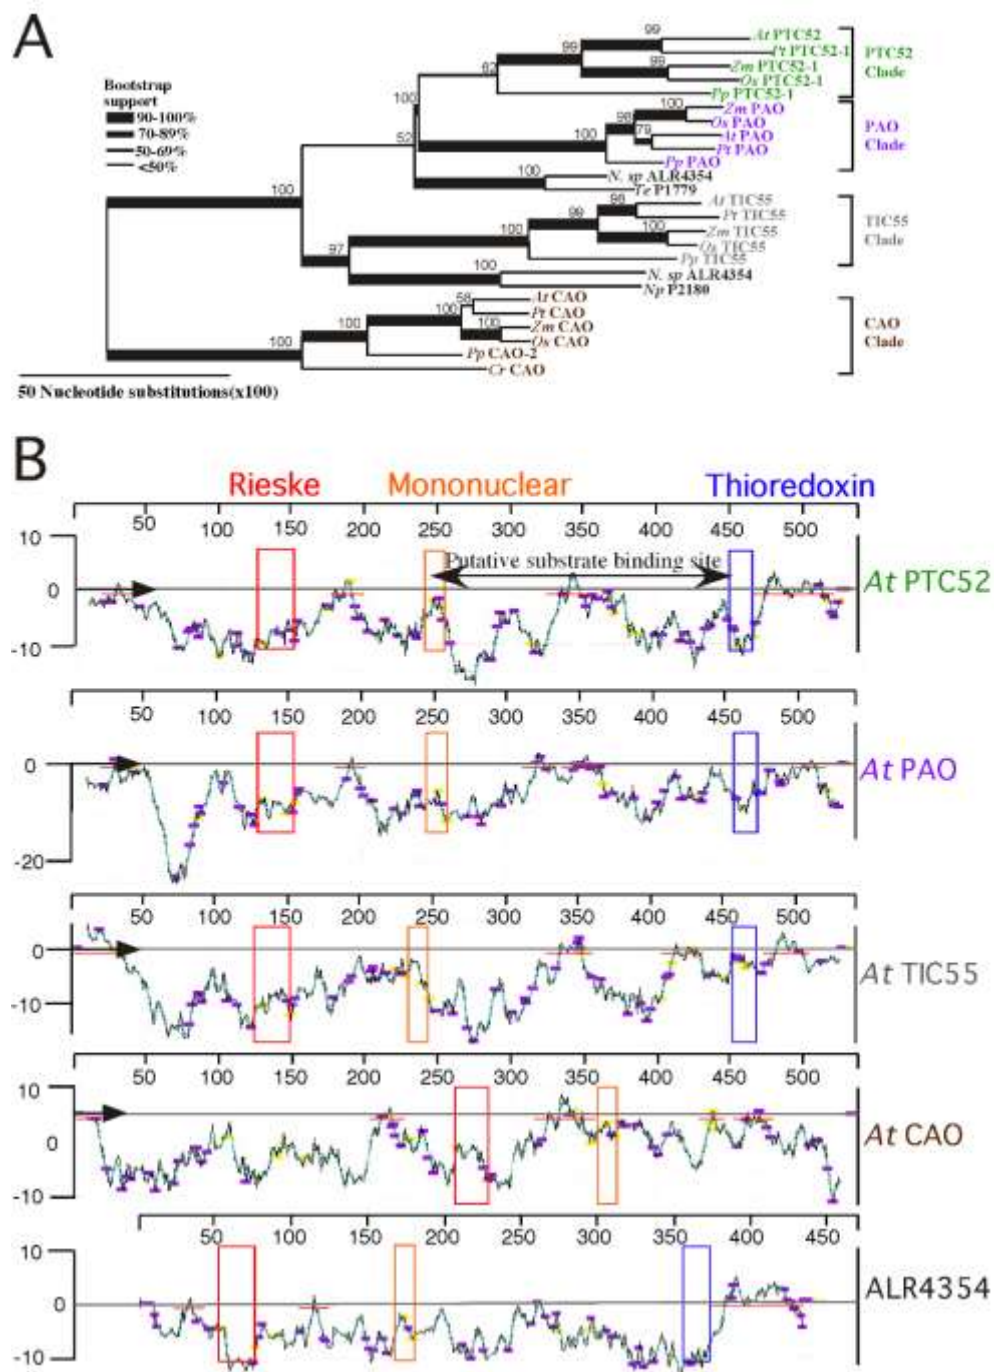 A
Bootstrap
support
90-100%
70-89%
50-69%
<50%
99
At PTC52
99
Pt PTC52-1
PTC52
Clade
62
99
Zm PTC52-1
Os PTC52-1
Pp PTC52-1
100
100
Zm PAO
98
Os PAO
PAO
Clade
79
At PAO
52
100
Pt PAO
Pp PAO
100
N. sp ALR4354
Te P1779
100
98
At TIC55
99
Pt TIC55
TIC55
Clade
100
100
Zm TIC55
Os TIC55
97
Pp TIC55
100
N. sp ALR4354
Np P2180
58
At CAO
100
Pt CAO
CAO
Clade
100
100
Zm CAO
Os CAO
100
Pp CAO-2
Cr CAO
50 Nucleotide substitutions(x100)
B
Rieske Mononuclear Thioredoxin
50 100 150 200 250 300 350 400 450 500
10
Putative substrate binding site
0
At PTC52
-10
50 100 150 200 250 300 350 400 450 500
0
At PAO
-20
50 100 150 200 250 300 350 400 450 500
0
At TIC55
-10
50 100 150 200 250 300 350 400 450 500
10
0
At CAO
-10
50 100 150 200 250 300 350 400 450
10
0
ALR4354
-10